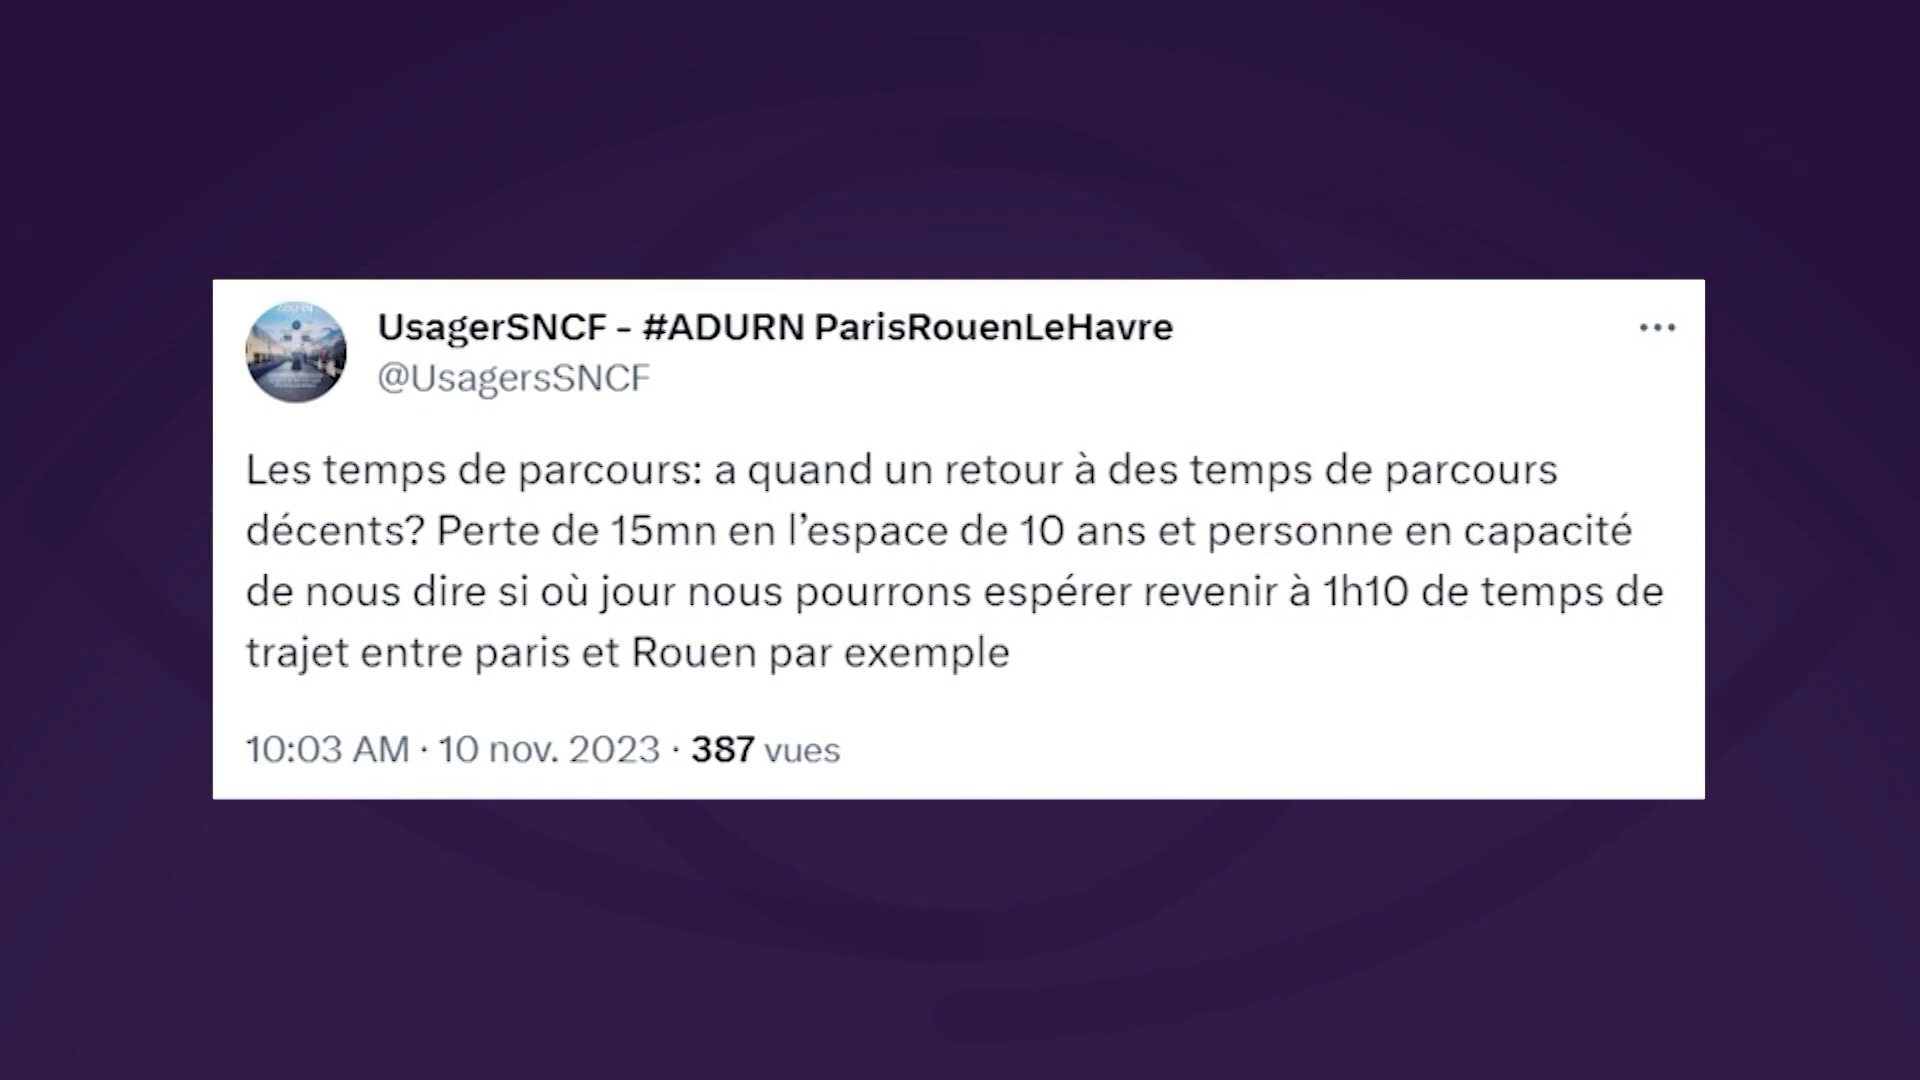 UsagerSNCF - #ADURN ParisRouenLeHavre
@UsagersSNCF
Les temps de parcours: a quand un retour à des temps de parcours
décents? Perte de 15mn en l’espace de 10 ans et personne en capacité
de nous dire si où jour nous pourrons espérer revenir à 1h10 de temps de
trajet entre paris et Rouen par exemple
10:03 AM · 10 nov. 2023 · 387 vues